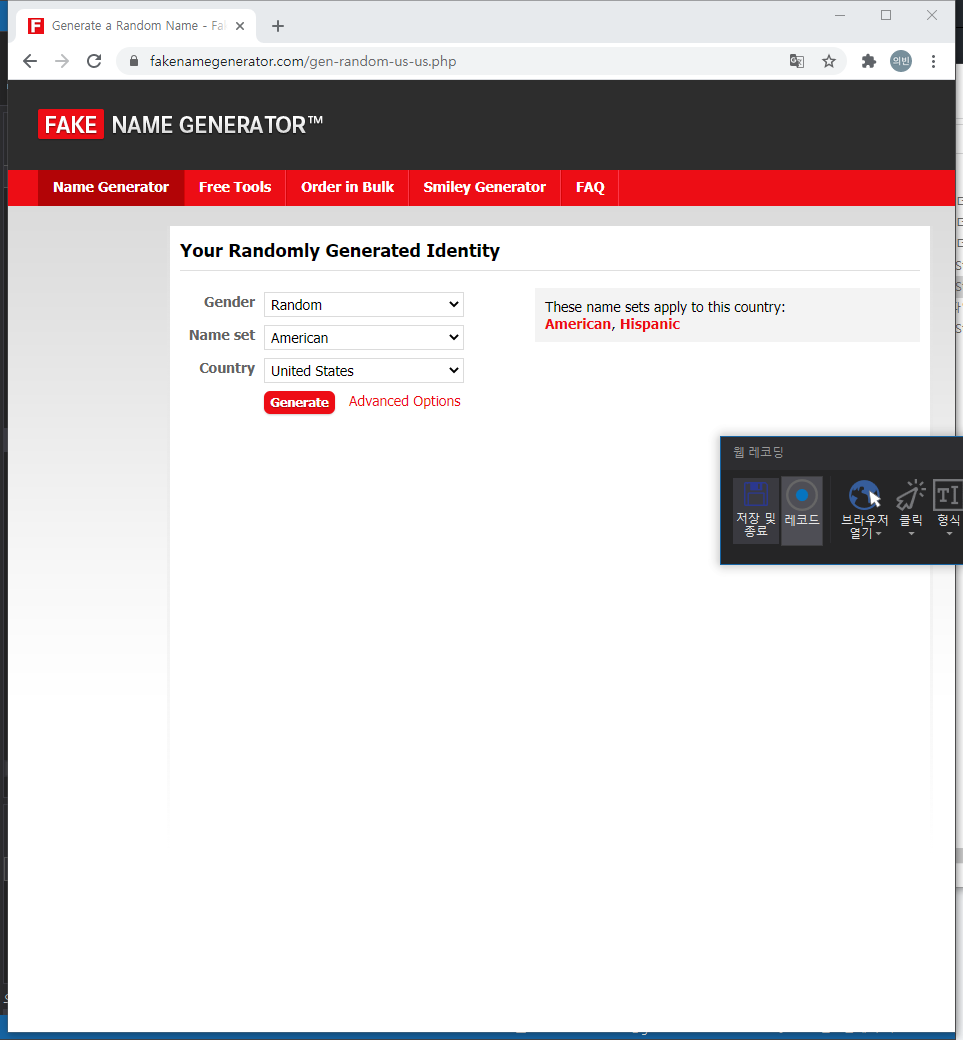 Generate a Random Name - Fa
fakenamegenerator.com/gen-random-us-us.php
의빈
FAKE NAME GENERATOR™
Name Generator Free Tools Order in Bulk Smiley Generator FAQ
Your Randomly Generated Identity
Gender Random
Name set American
Country United States
Generate Advanced Options
These name sets apply to this country:
American, Hispanic
웹 레코딩
저장 및
종료
레코드
브라우저
열기
클릭
형식